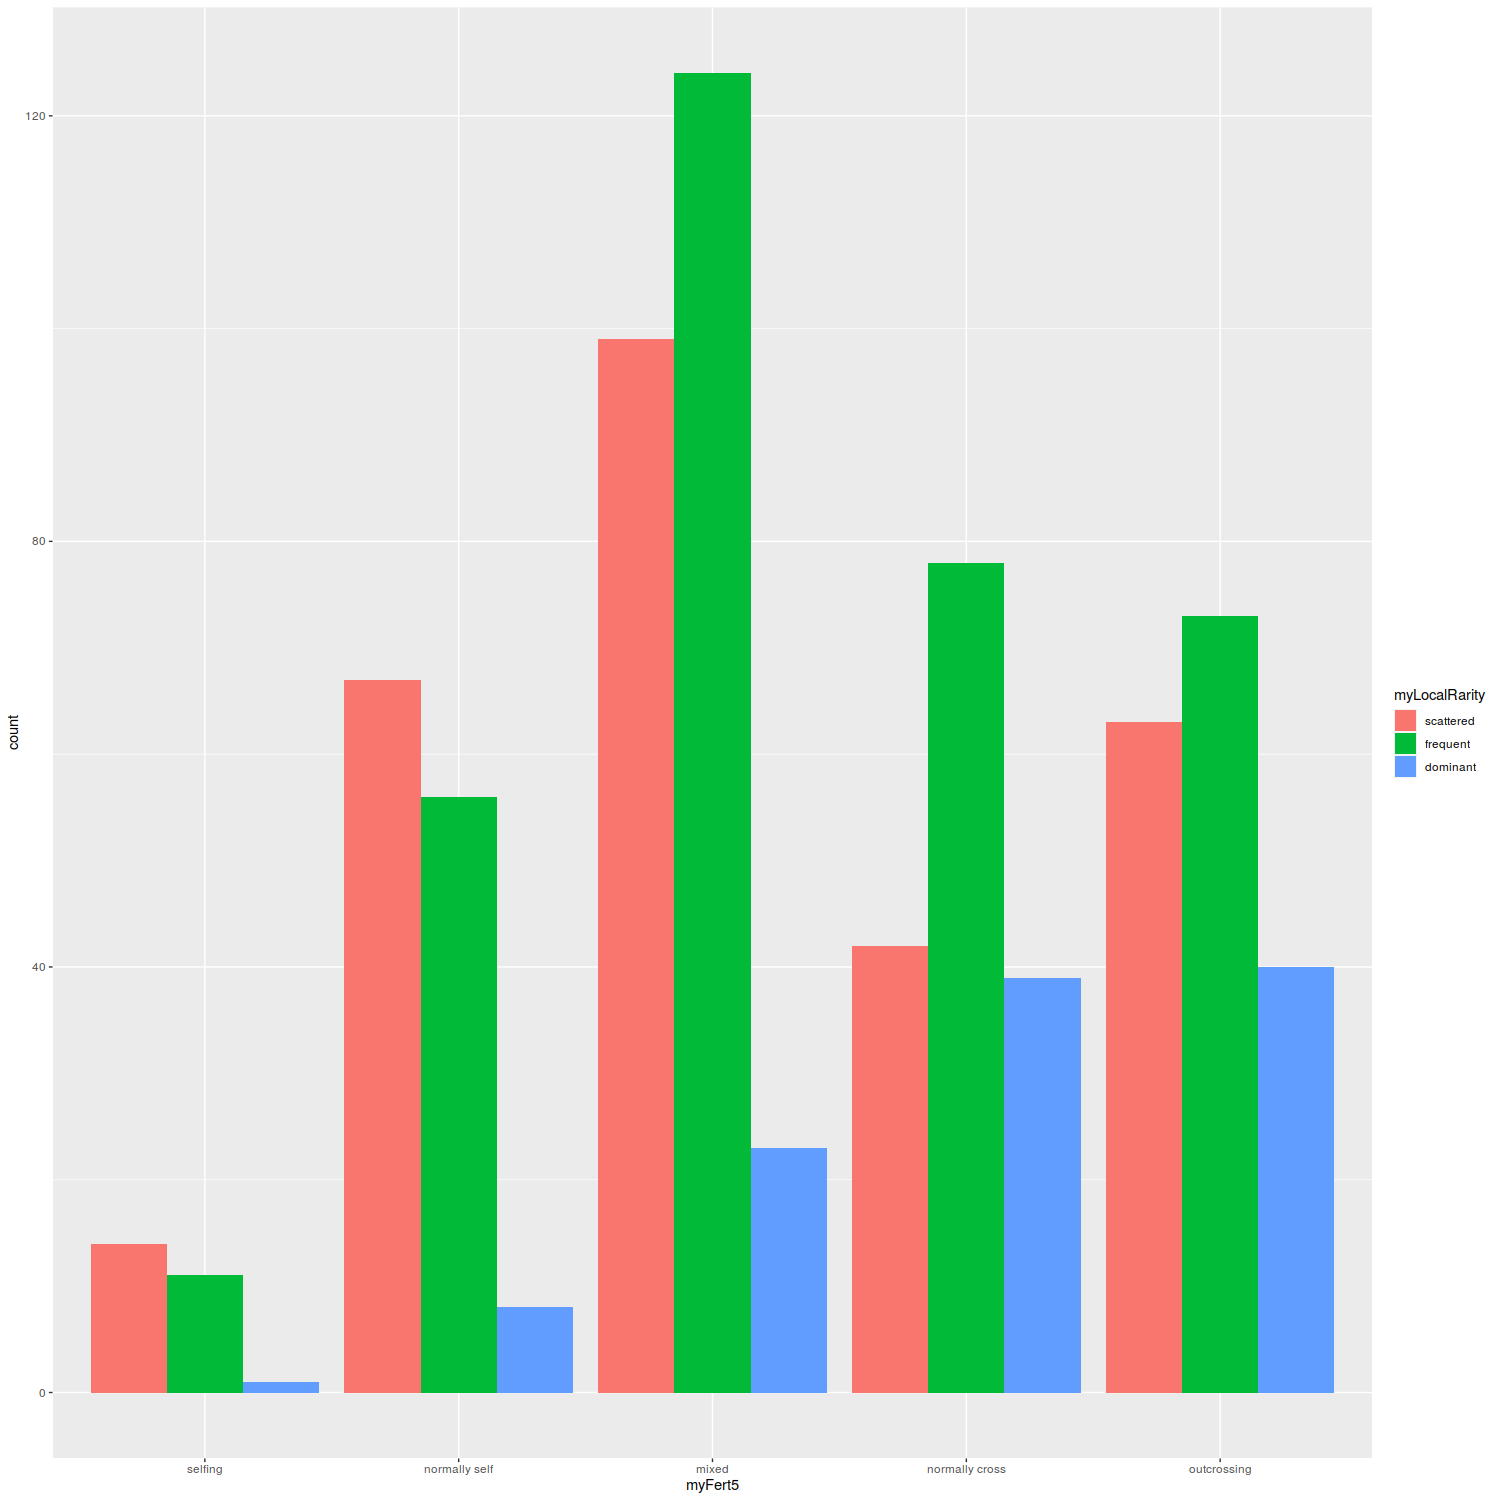 120
80
40
0
count
selfing
normally self
mixed
normally cross
outcrossing
myFert5
myLocalRarity
scattered
frequent
dominant